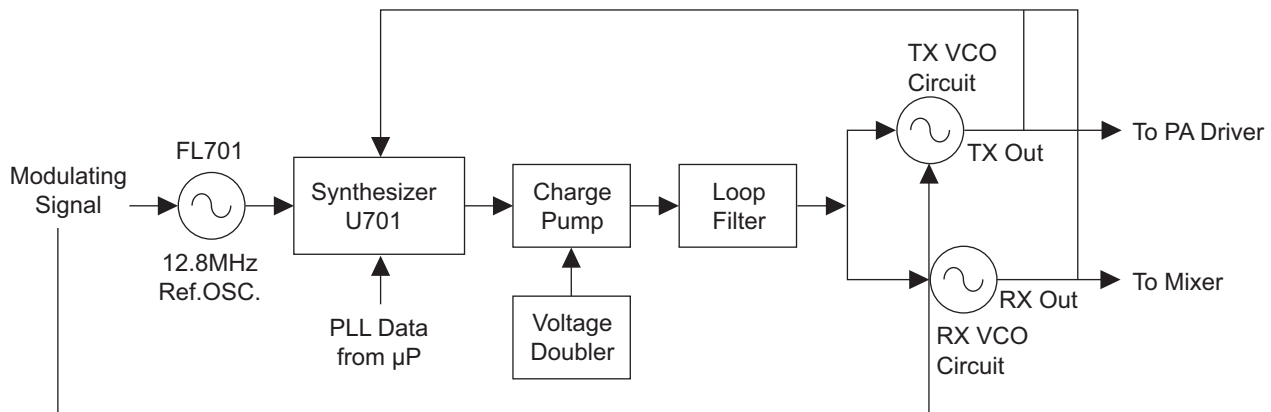 Modulating
Signal
FL701
12.8MHz
Ref.OSC.
Synthesizer
U701
PLL Data
from µP
Charge
Pump
Voltage
Doubler
Loop
Filter
TX VCO
Circuit
TX Out
To PA Driver
RX Out
To Mixer
RX VCO
Circuit